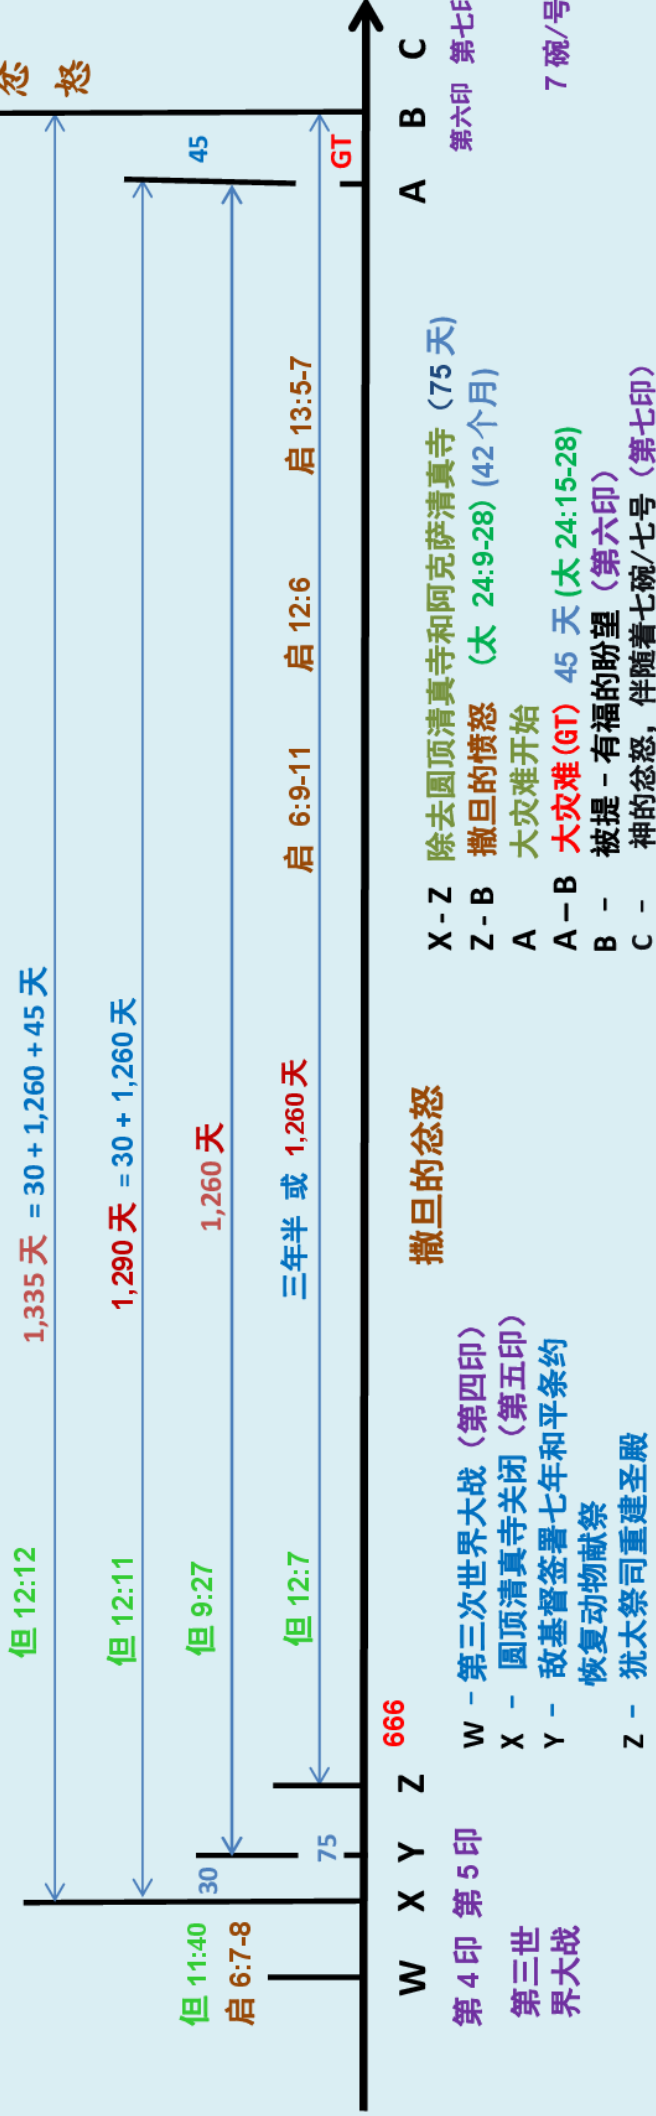 忿
怒
但 12:12
1,335 天 = 30 + 1,260 + 45 天
但 12:11
1,290 天 = 30 + 1,260 天
但 11:40
启 6:7-8
30
但 9:27
1,260 天
45
75
但 12:7
三年半 或 1,260 天
启 6:9-11
启 12:6
启 13:5-7
GT
666
W X Y Z A B C
第 4 印 第 5 印
第三世
界大战
撒旦的忿怒
第六印 第七印
7 碗/号
W – 第三次世界大战（第四印）
X – 圆顶清真寺关闭（第五印）
Y – 敌基督签署七年和平条约
恢复动物献祭
Z – 犹太祭司重建圣殿
X - Z 除去圆顶清真寺和阿克萨清真寺（75 天)
Z - B 撒旦的愤怒 （太 24:9-28) (42 个月)
A 大灾难开始
A – B 大灾难(GT) 45 天 (太 24:15-28)
B – 被提 – 有福的盼望（第六印）
C – 神的忿怒，伴随着七碗/七号（第七印）